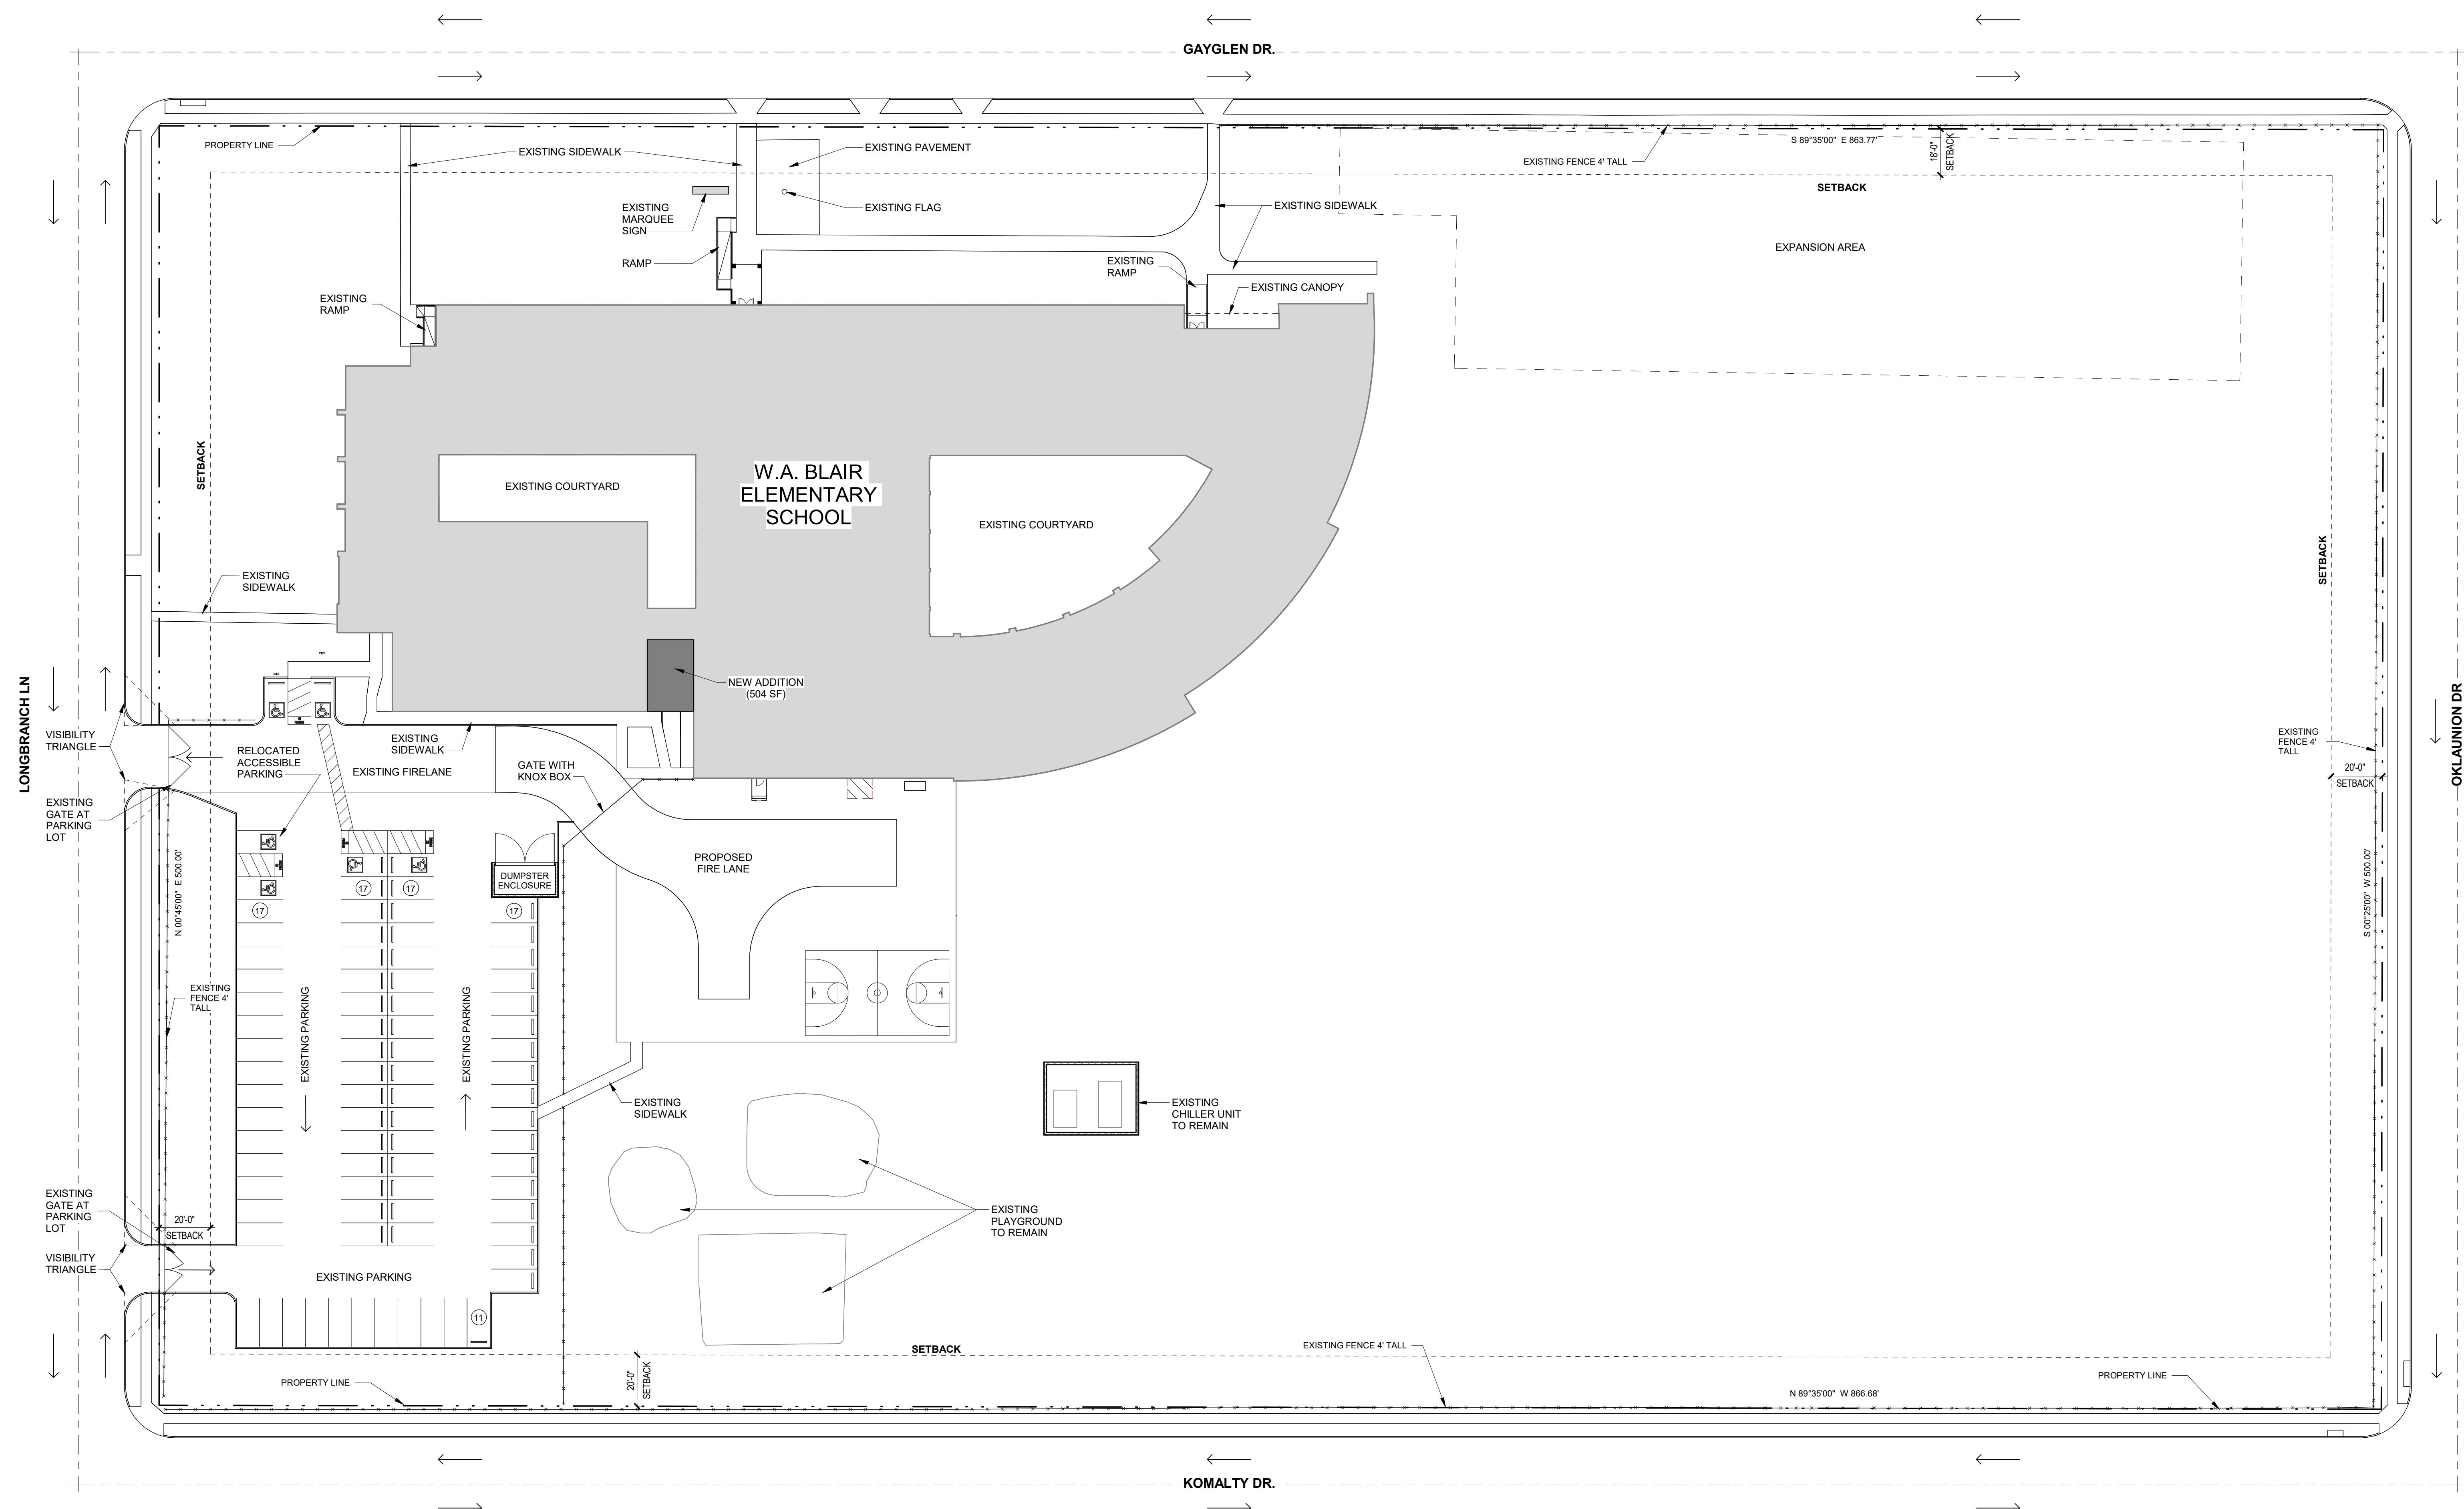 GAYGLEN DR.
PROPERTY LINE
EXISTING SIDEWALK
EXISTING PAVEMENT
EXISTING FENCE 4' TALL
S 89°35'00" E 863.77'
18'-0"
SETBACK
SETBACK
EXISTING
MARQUEE
SIGN
EXISTING FLAG
EXISTING SIDEWALK
EXPANSION AREA
RAMP
EXISTING
RAMP
EXISTING CANOPY
EXISTING
RAMP
SETBACK
W.A. BLAIR
ELEMENTARY
SCHOOL
EXISTING COURTYARD
EXISTING COURTYARD
SETBACK
EXISTING
SIDEWALK
NEW ADDITION
(504 SF)
LONGBRANCH LN
OKLAUNION DR
VISIBILITY
TRIANGLE
RELOCATED
ACCESSIBLE
PARKING
EXISTING
SIDEWALK
EXISTING FIRELANE
GATE WITH
KNOX BOX
EXISTING
FENCE 4'
TALL
20'-0"
SETBACK
EXISTING
GATE AT
PARKING
LOT
PROPOSED
FIRE LANE
DUMPSTER
ENCLOSURE
17
17
17
17
N 00°45'00" E 500.00'
S 00°25'00" W 500.00'
EXISTING
FENCE 4'
TALL
EXISTING PARKING
EXISTING PARKING
EXISTING
SIDEWALK
EXISTING
CHILLER UNIT
TO REMAIN
EXISTING
GATE AT
PARKING
LOT
20'-0"
SETBACK
EXISTING
PLAYGROUND
TO REMAIN
VISIBILITY
TRIANGLE
EXISTING PARKING
11
SETBACK
EXISTING FENCE 4' TALL
20'-0"
SETBACK
PROPERTY LINE
PROPERTY LINE
N 89°35'00" W 866.68'
KOMALTY DR.